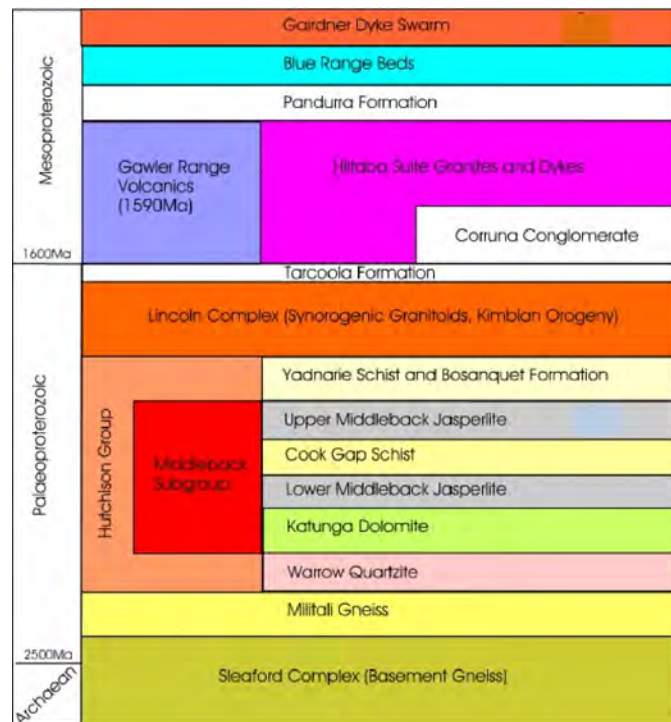 Mesoproterozoic
Gairdner Dyke Swarm
Blue Range Beds
Pandurra Formation
Gawler Range
Volcanics
(1590Ma)
Hiltaba Suite Granites and Dykes
Corruna Conglomerate
1600Ma
Palaeoproterozoic
Tarcoola Formation
Lincoln Complex (Synorogenic Granitoids, Kimbian Orogeny)
Hutchison Group
Middleback
Subgroup
Yadnarie Schist and Bosanquet Formation
Upper Middleback Jasperlite
Cook Gap Schist
Lower Middleback Jasperlite
Katunga Dolomite
Warrow Quartzite
Militali Gneiss
2500Ma
Archaean
Sleaford Complex (Basement Gneiss)